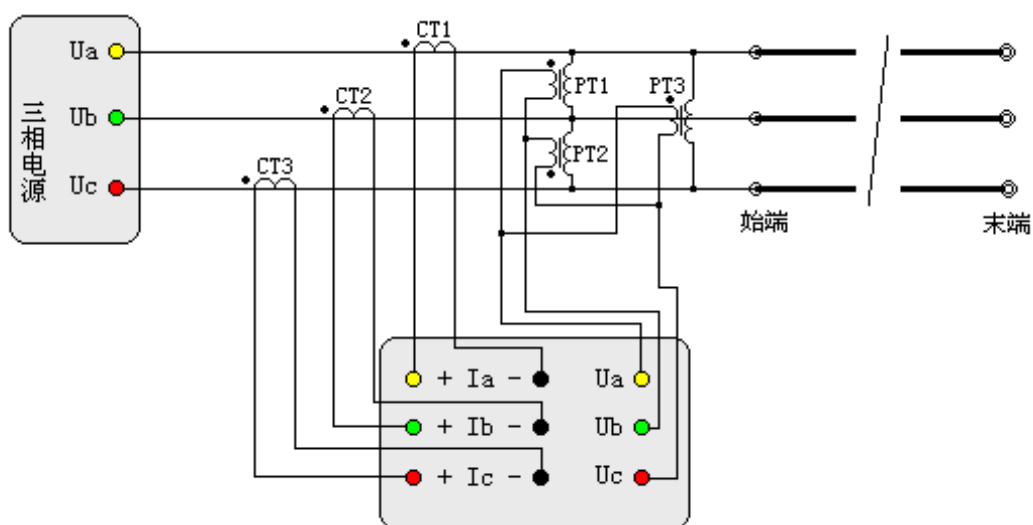 CT1
Ua
PT1
PT3
CT2
Ub
三相电源
PT2
CT3
Uc
始端
末端
+ Ia -
Ua
+ Ib -
Ub
+ Ic -
Uc